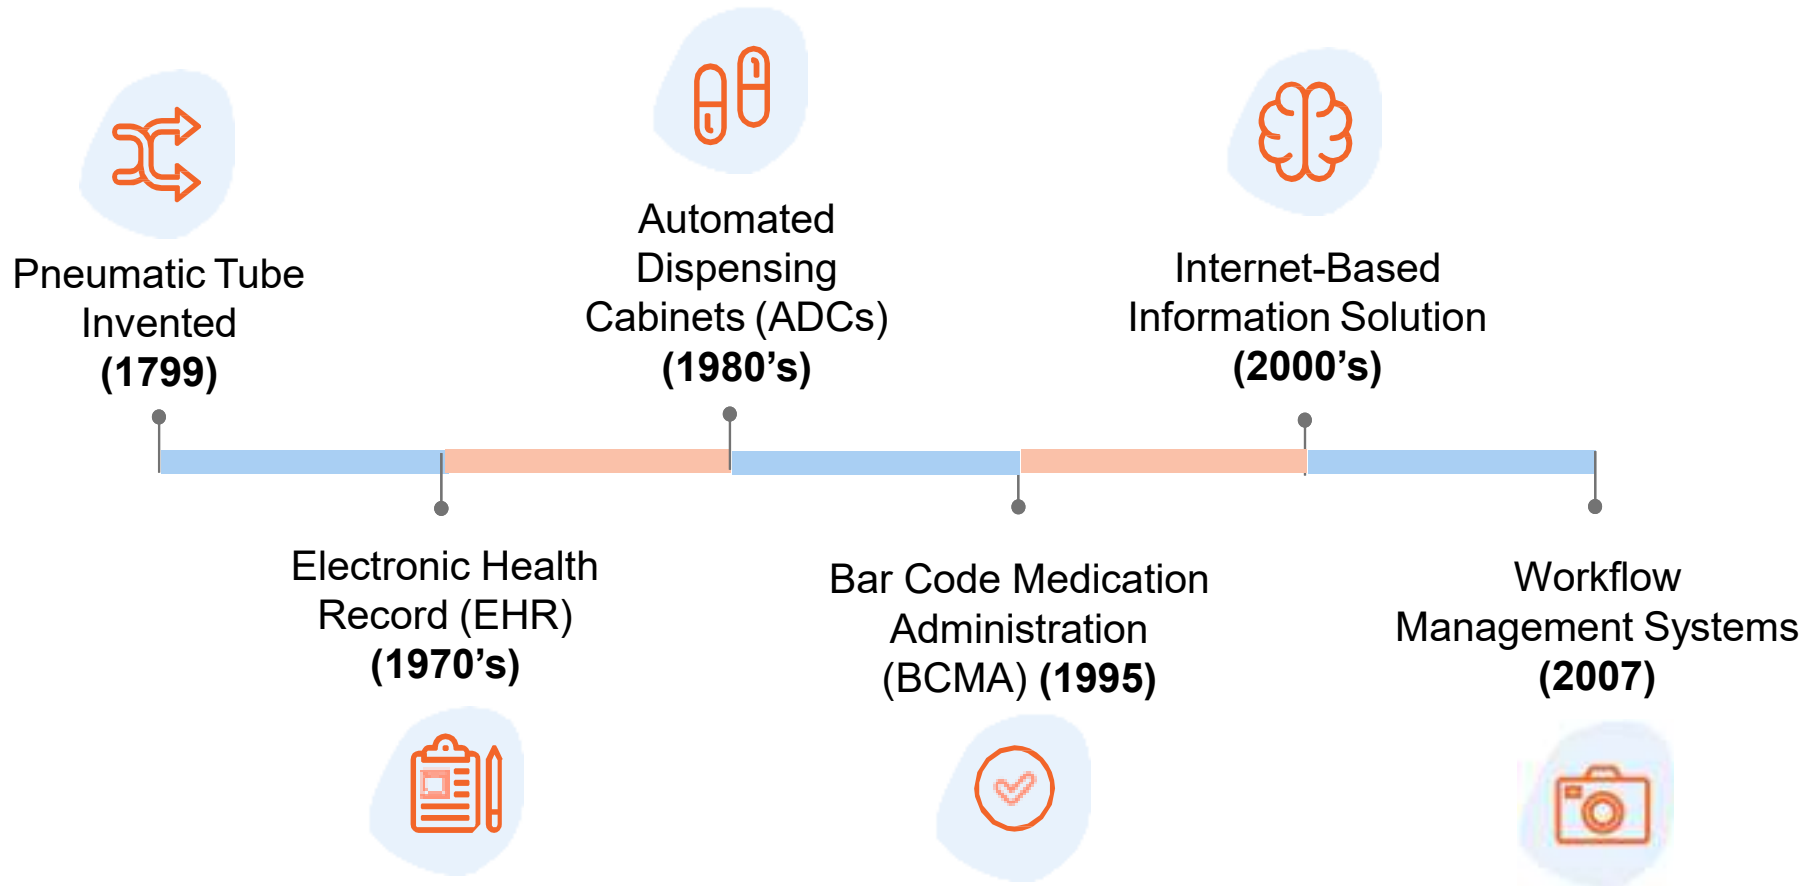 Pneumatic Tube
Invented
(1799)
Electronic Health
Record (EHR)
(1970’s)
Automated
Dispensing
Cabinets (ADCs)
(1980’s)
Bar Code Medication
Administration
(BCMA) (1995)
Internet-Based
Information Solution
(2000’s)
Workflow
Management Systems
(2007)